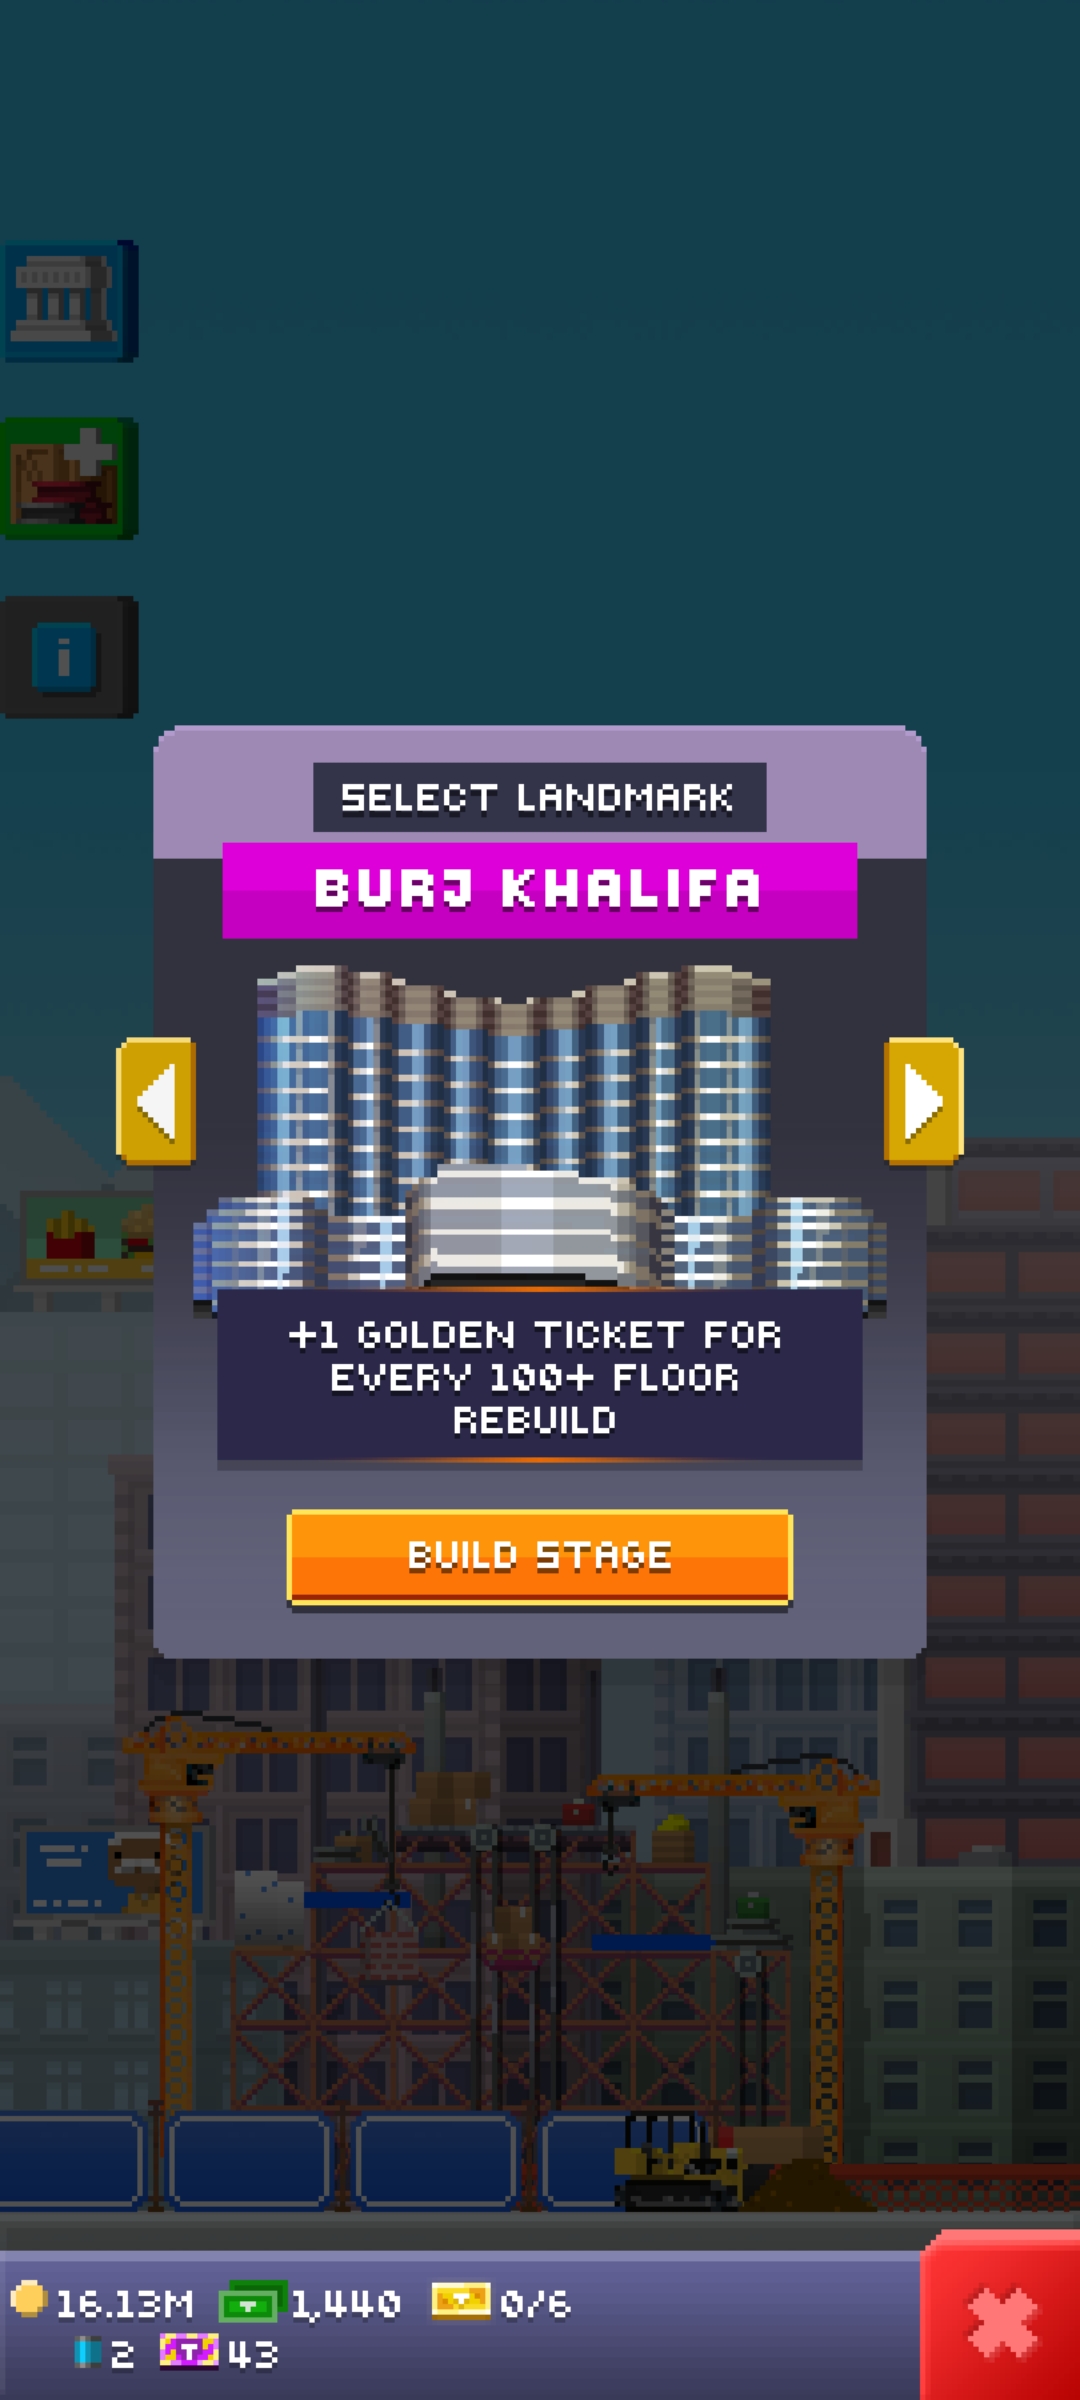 SELECT LANDMARK
BURJ KHALIFA
+1 GOLDEN TICKET FOR
EVERY 100+ FLOOR
REBUILD
BUILD STAGE
16.13M 1,440 0/6
2 43